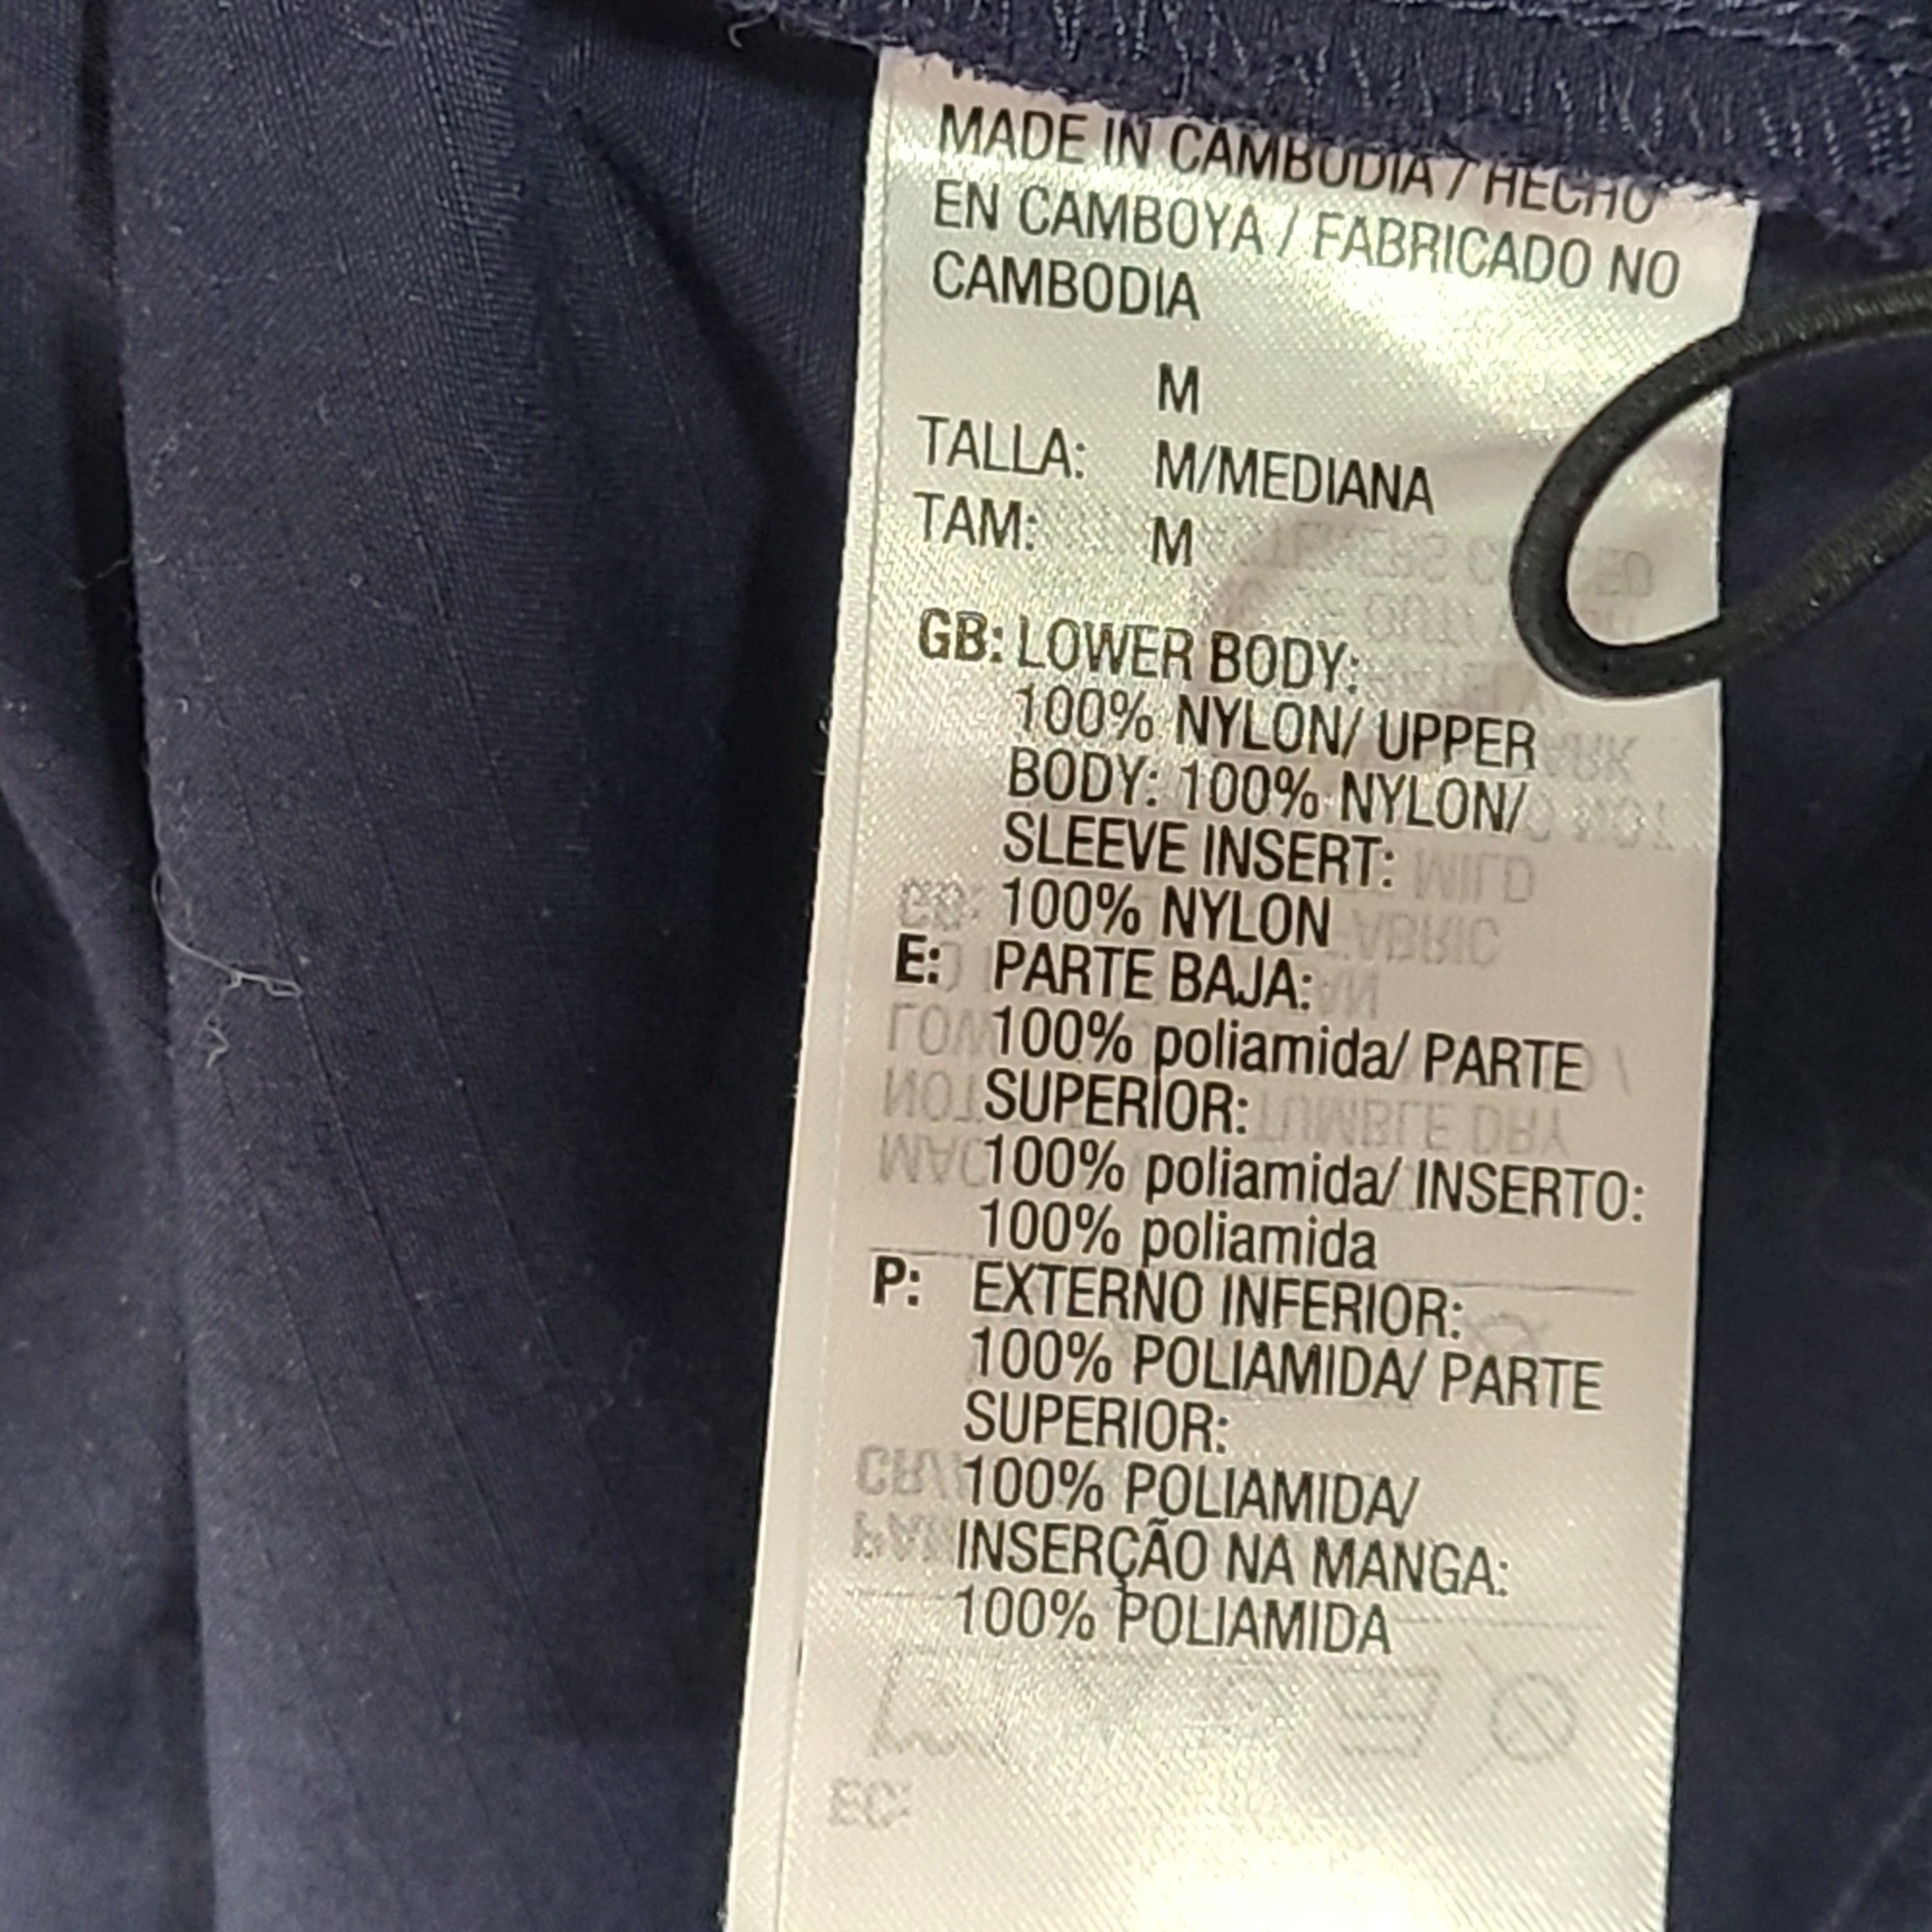 MADE IN CAMBODIA / HECHO
EN CAMBOYA / FABRICADO NO
CAMBODIA
M
TALLA: M/MEDIANA
TAM: M
GB: LOWER BODY:
100% NYLON/ UPPER
BODY: 100% NYLON/
SLEEVE INSERT:
100% NYLON
E: PARTE BAJA:
100% poliamida/ PARTE
SUPERIOR:
100% poliamida/ INSERTO:
100% poliamida
P: EXTERNO INFERIOR:
100% POLIAMIDA/ PARTE
SUPERIOR:
100% POLIAMIDA/
INSERÇÃO NA MANGA:
100% POLIAMIDA